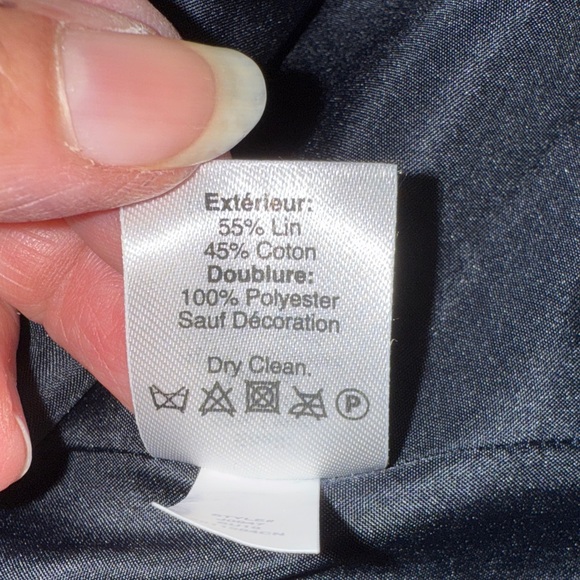 Extérieur:
55% Lin
45% Coton
Doublure:
100% Polyester
Sauf Décoration
Dry Clean.
P